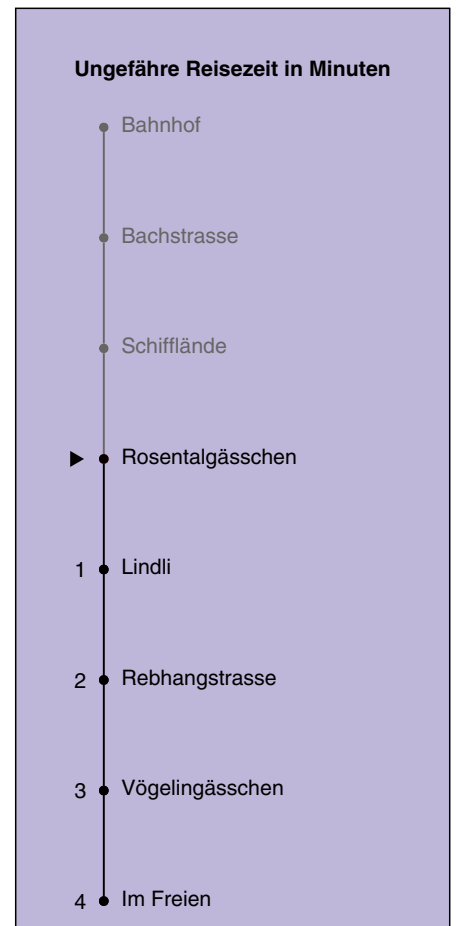 Ungefähre Reisezeit in Minuten
Bahnhof
Bachstrasse
Schifflände
Rosentalgässchen
1 Lindli
2 Rebhangstrasse
3 Vögelingässchen
4 Im Freien